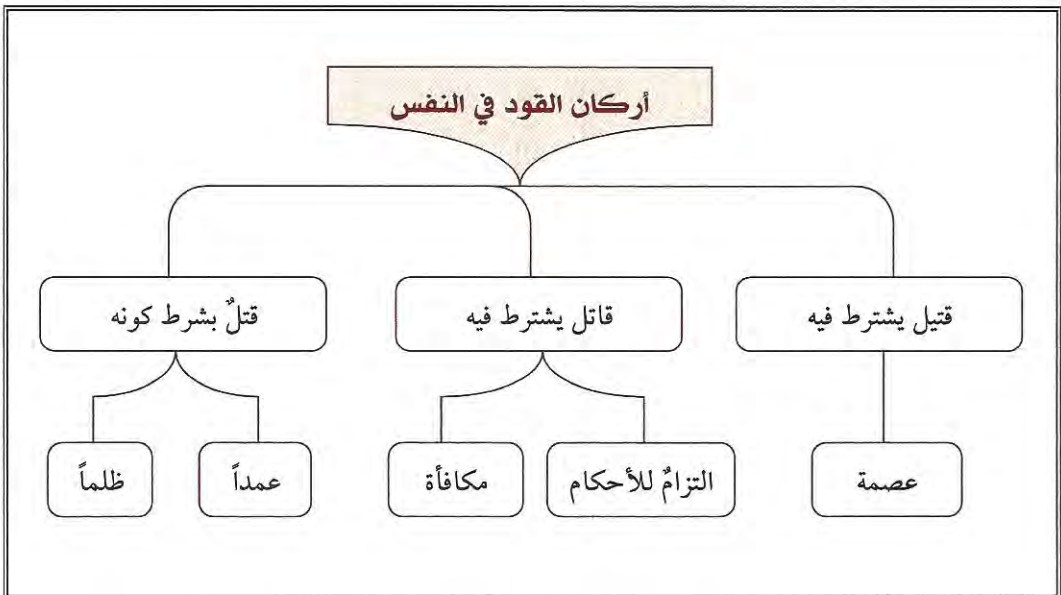 أركان القود في النفس
قتيل يشترط فيه
قاتل يشترط فيه
قتلٌ بشرط كونه
عصمة
التزامٌ للأحكام
مكافأة
عمداً
ظلماً